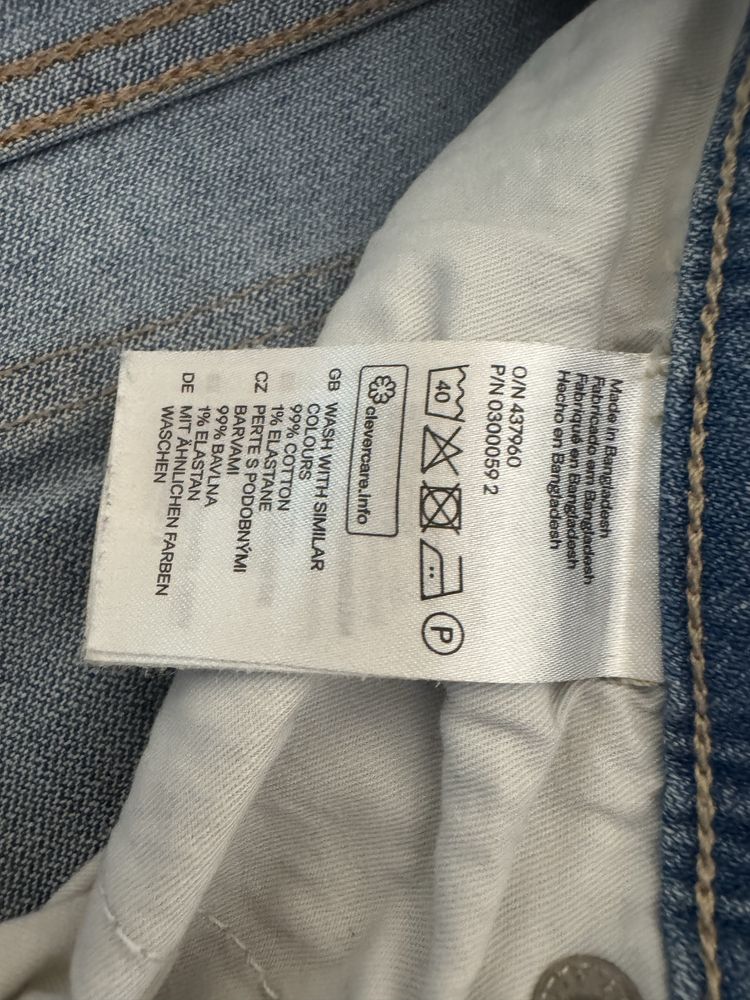 Made in Bangladesh
Fabricado em Bangladesh
Fabriqué en Bangladesh
Hecho en Bangladesh
O/N 437960
P/N 0300059 2
40
P
clevercare.info
GB WASH WITH SIMILAR
COLOURS
99% COTTON
1% ELASTANE
CZ PERTE S PODOBNÝMI
BARVAMI
99% BAVLNA
1% ELASTAN
DE MIT ÄHNLICHEN FARBEN
WASCHEN